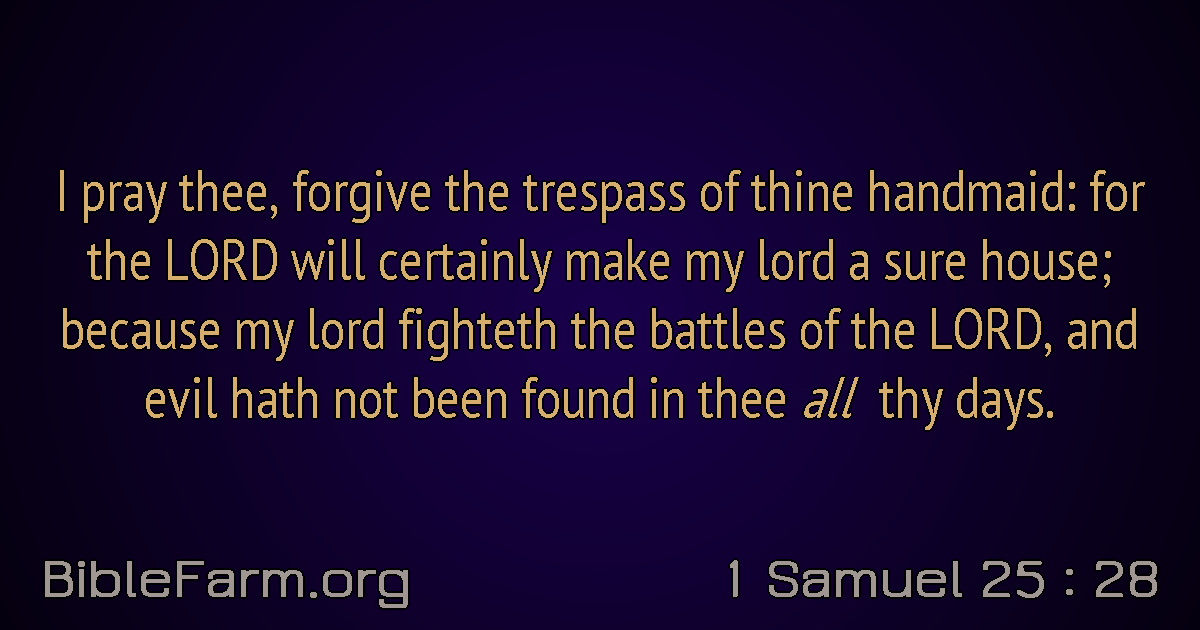 I pray thee, forgive the trespass of thine handmaid: for
the LORD will certainly make my lord a sure house;
because my lord fighteth the battles of the LORD, and
evil hath not been found in thee all thy days.
BibleFarm.org
1 Samuel 25 : 28